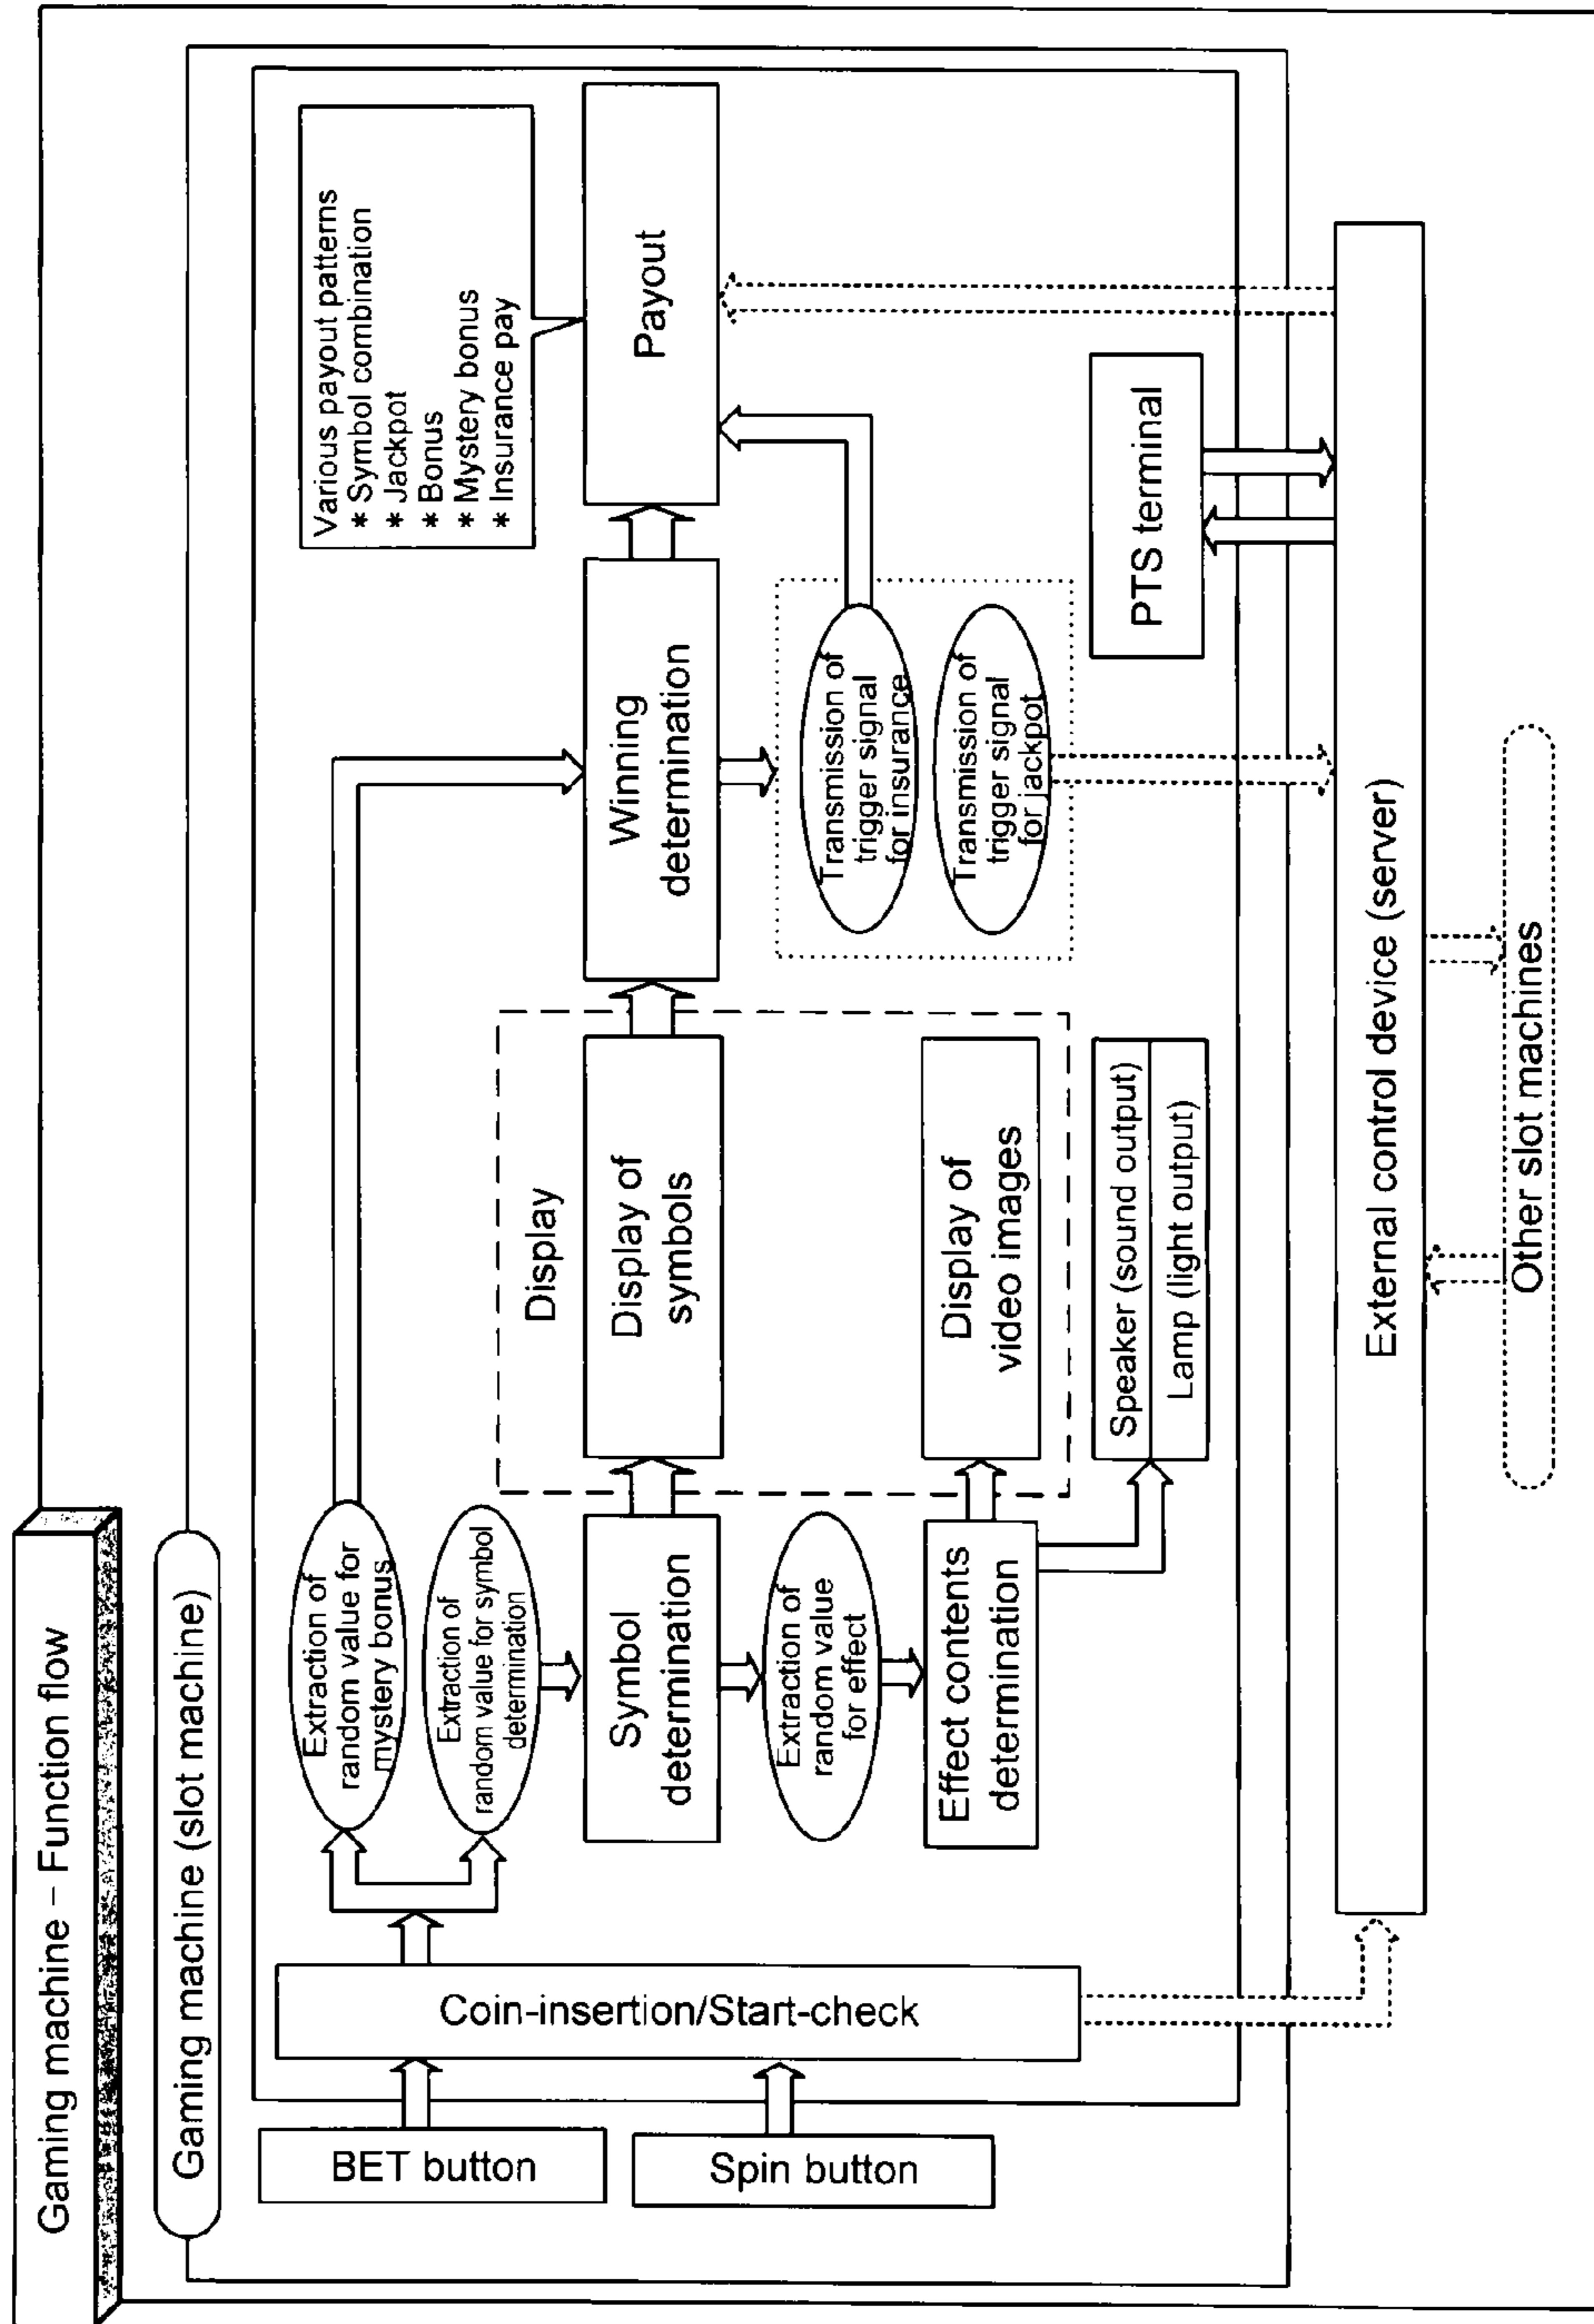 Gaming machine – Function flow
Gaming machine (slot machine)
BET button
Spin button
Coin-insertion/Start-check
Extraction of
random value for
mystery bonus
Extraction of
random value for symbol
determination
Symbol
determination
Extraction of
random value
for effect
Effect contents
determination
Display
Display of
symbols
Display of
video images
Speaker (sound output)
Lamp (light output)
Winning
determination
Transmission of
trigger signal
for insurance
Transmission of
trigger signal
for jackpot
Various payout patterns
* Symbol combination
* Jackpot
* Bonus
* Mystery bonus
* Insurance pay
Payout
PTS terminal
External control device (server)
Other slot machines